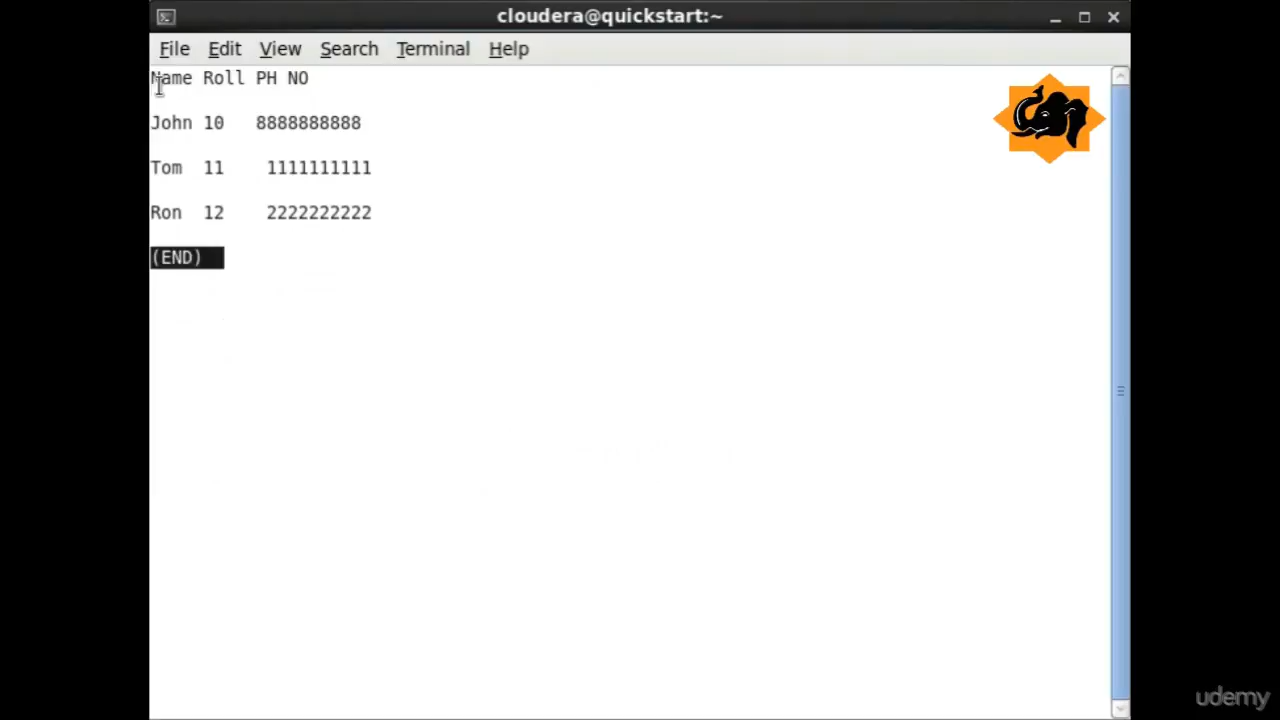 cloudera@quickstart:~
File Edit View Search Terminal Help
Name Roll PH NO
John 10 8888888888
Tom 11 1111111111
Ron 12 2222222222
(END)
udemy